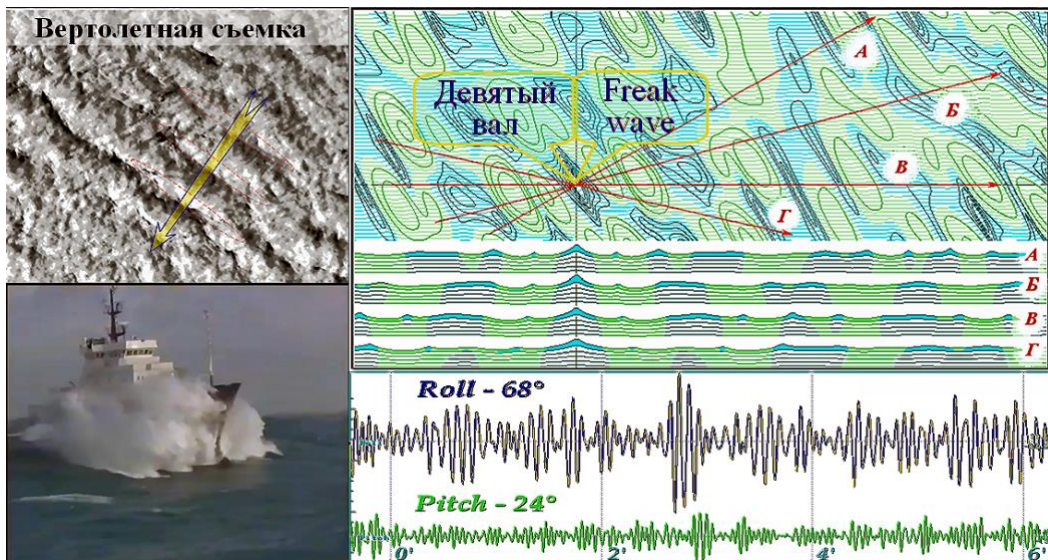 Вертолетная съемка
Девятый
вал
Freak
wave
А
Б
В
Г
А
Б
В
Г
Roll - 68°
Pitch - 24°
0'
2'
4'
6'